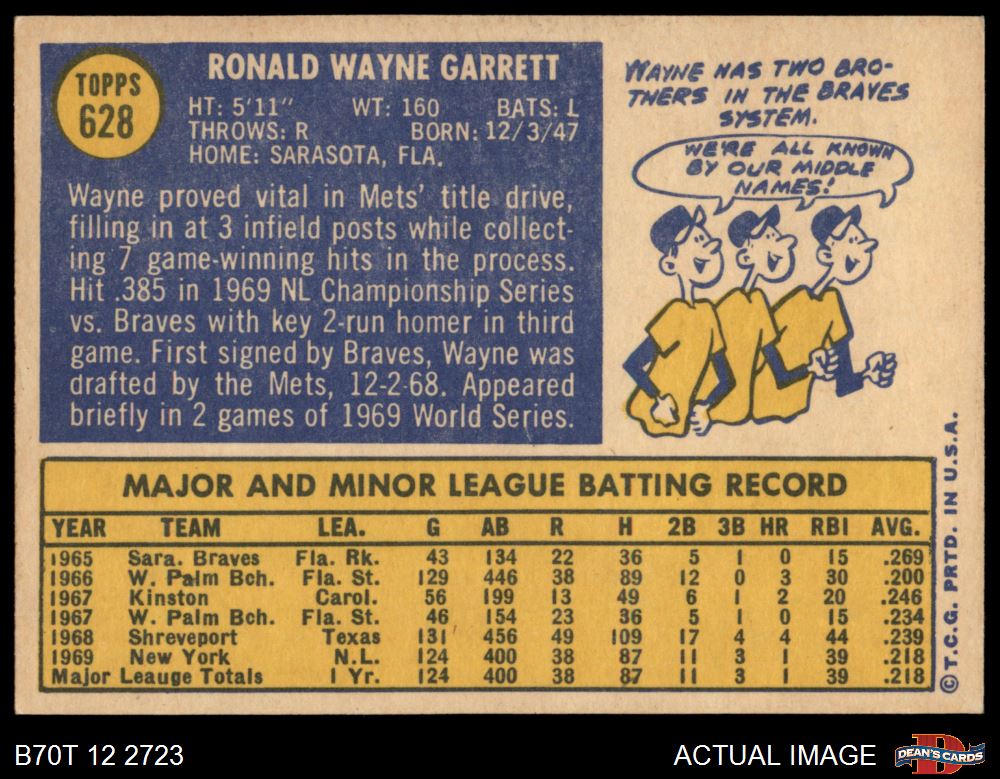 TOPPS
628
RONALD WAYNE GARRETT
HT: 5'11" WT: 160 BATS: L
THROWS: R BORN: 12/3/47
HOME: SARASOTA, FLA.
Wayne proved vital in Mets' title drive,
filling in at 3 infield posts while collect-
ing 7 game-winning hits in the process.
Hit .385 in 1969 NL Championship Series
vs. Braves with key 2-run homer in third
game. First signed by Braves, Wayne was
drafted by the Mets, 12-2-68. Appeared
briefly in 2 games of 1969 World Series.
WAYNE HAS TWO BRO-
THERS IN THE BRAVES
SYSTEM.
WE'RE ALL KNOWN
BY OUR MIDDLE
NAMES!
MAJOR AND MINOR LEAGUE BATTING RECORD
YEAR TEAM LEA. G AB R H 2B 3B HR RBI AVG.
1965 Sara. Braves Fla. Rk. 43 134 22 36 5 1 0 15 .269
1966 W. Palm Bch. Fla. St. 129 446 38 89 12 0 3 30 .200
1967 Kinston Carol. 56 199 13 49 6 1 2 20 .246
1967 W. Palm Bch. Fla. St. 46 154 23 36 5 1 0 15 .234
1968 Shreveport Texas 131 456 49 109 17 4 4 44 .239
1969 New York N.L. 124 400 38 87 11 3 1 39 .218
Major Leauge Totals 1 Yr. 124 400 38 87 11 3 1 39 .218
©T.C.G. PRTD. IN U.S.A.
B70T 12 2723
ACTUAL IMAGE
D
DEAN'S CARDS